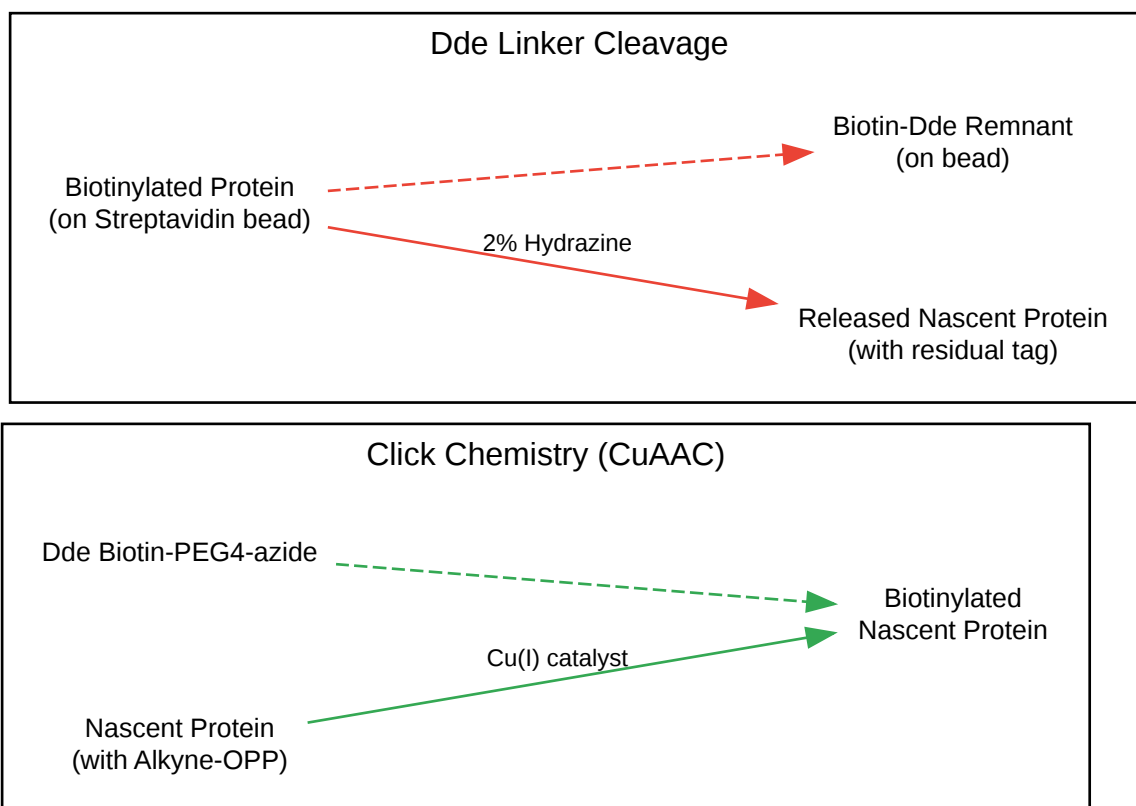 Dde Linker Cleavage
Biotin-Dde Remnant
(on bead)
Biotinylated Protein
(on Streptavidin bead)
2% Hydrazine
Released Nascent Protein
(with residual tag)
Click Chemistry (CuAAC)
Dde Biotin-PEG4-azide
Biotinylated
Nascent Protein
Cu(I) catalyst
Nascent Protein
(with Alkyne-OPP)